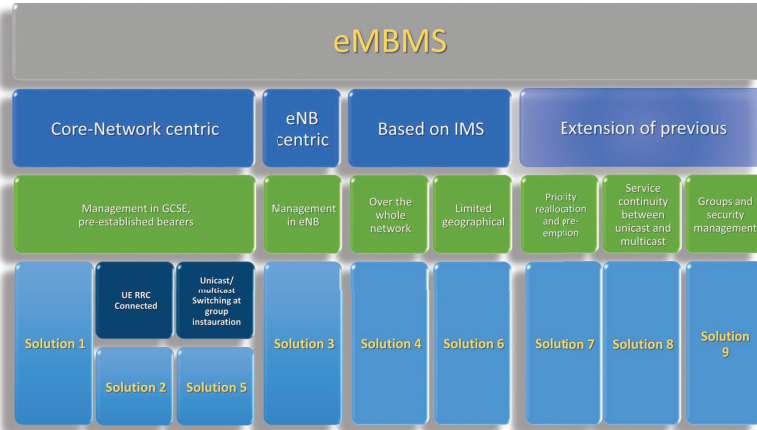 eMBMS
Core-Network centric
eNB
centric
Based on IMS
Extension of previous
Management in GCSE,
pre-established bearers
Management
in eNB
Over the
whole
network
Limited
geographical
Priority
reallocation
and pre-
emption
Service
continuity
between
unicast and
multicast
Groups and
security
management
Solution 1
UE RRC
Connected
Unicast/
multicast
Switching at
group
instauration
Solution 2
Solution 5
Solution 3
Solution 4
Solution 6
Solution 7
Solution 8
Solution
9